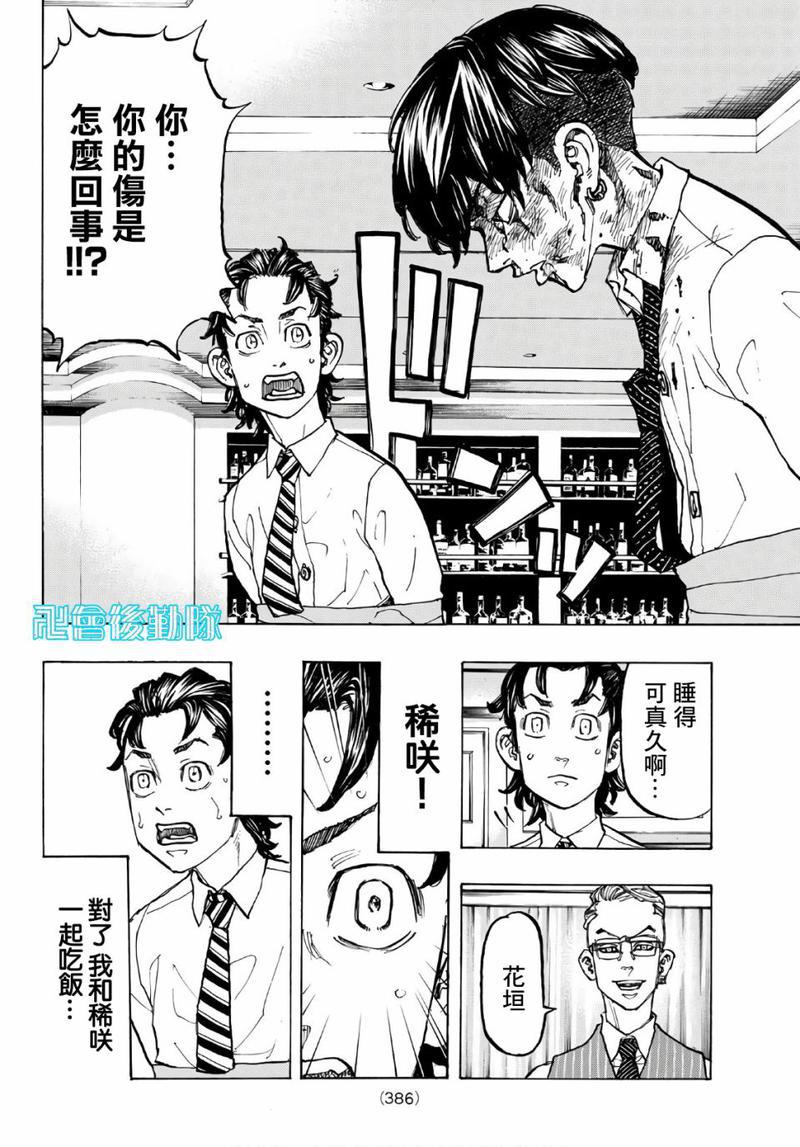 你…
你的傷是
怎麼回事
!!?
ド
卍會後勤隊
睡得
可真久啊…
花垣
稀咲！
………
對了 我和稀咲
一起吃飯…
(386)